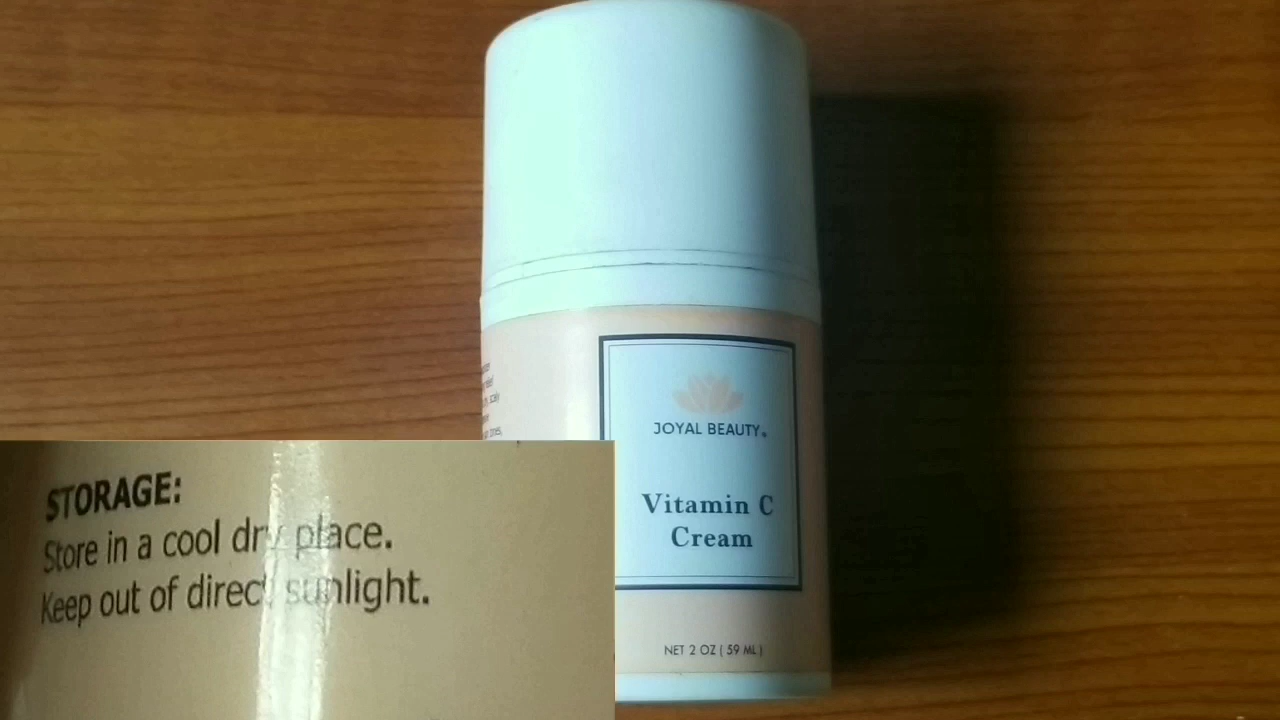 JOYAL BEAUTY®
Vitamin C
Cream
NET 2 OZ ( 59 ML )
STORAGE:
Store in a cool dry place.
Keep out of direct sunlight.